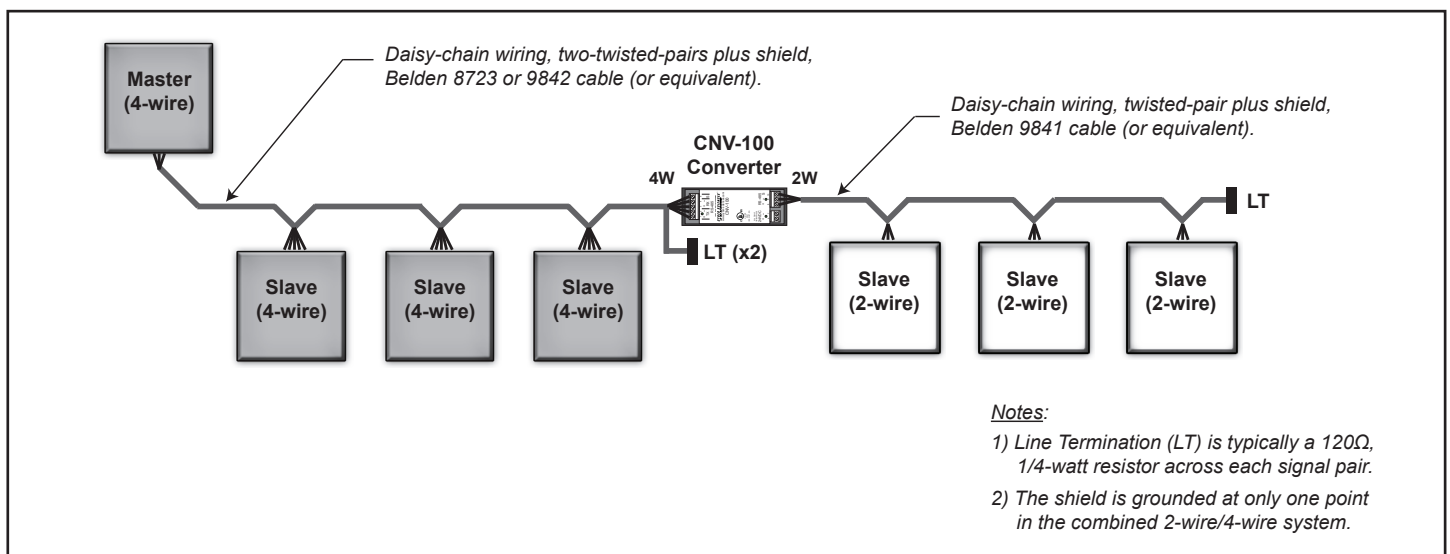 Master
(4-wire)
Daisy-chain wiring, two-twisted-pairs plus shield,
Belden 8723 or 9842 cable (or equivalent).
Daisy-chain wiring, twisted-pair plus shield,
Belden 9841 cable (or equivalent).
CNV-100
Converter
4W
2W
LT
LT (x2)
Slave
(4-wire)
Slave
(4-wire)
Slave
(4-wire)
Slave
(2-wire)
Slave
(2-wire)
Slave
(2-wire)
Notes:
1) Line Termination (LT) is typically a 120Ω,
1/4-watt resistor across each signal pair.
2) The shield is grounded at only one point
in the combined 2-wire/4-wire system.